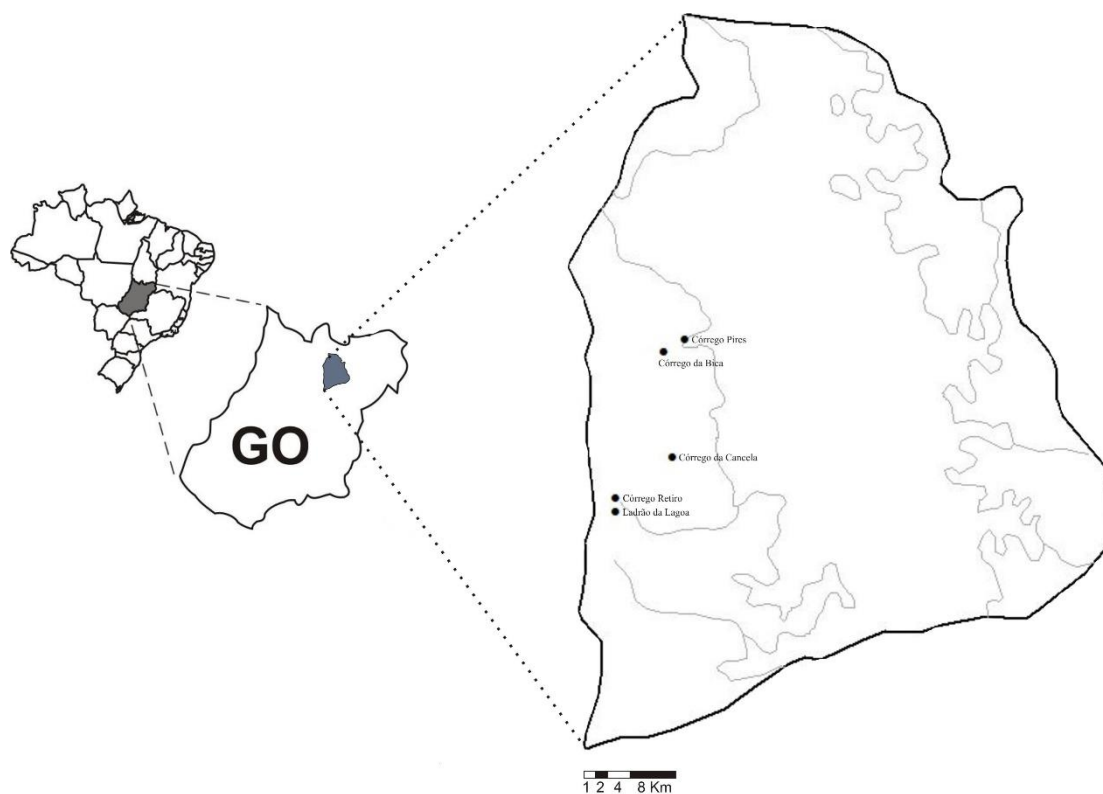 GO
Córrego Pires
Córrego da Bica
Córrego da Cancela
Córrego Retiro
Ladrão da Lagoa
1 2 4 8 Km